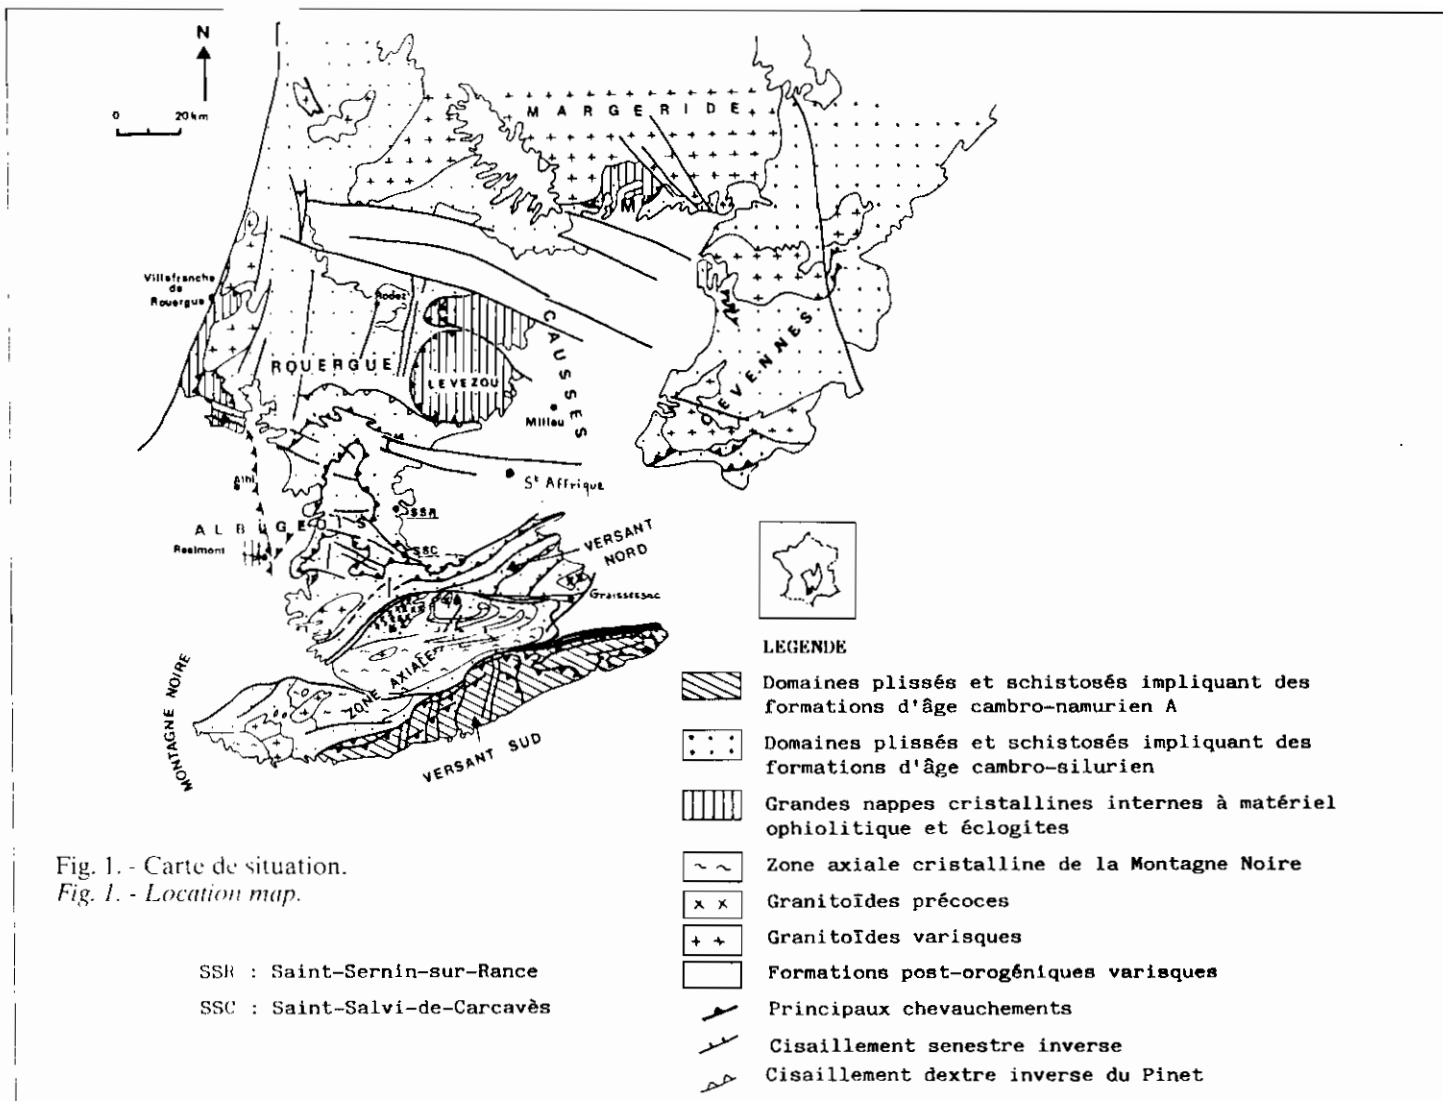 N
0 20 km
MARGERIDE
M
Villefranche
de
Rouergue
Rodez
CAUSSES
ROUERGUE
LEVEZOU
CEVENNES
Millau
St Affrique
Albi
SSR
ALBIGEOIS
Realmont
SSC
VERSANT
NORD
Graissessac
MONTAGNE NOIRE
ZONE AXIALE
VERSANT SUD
LEGENDE
Domaines plissés et schistosés impliquant des
formations d'âge cambro-namurien A
Domaines plissés et schistosés impliquant des
formations d'âge cambro-silurien
Grandes nappes cristallines internes à matériel
ophiolitique et éclogites
Zone axiale cristalline de la Montagne Noire
Granitoïdes précoces
Granitoïdes varisques
Formations post-orogéniques varisques
Principaux chevauchements
Cisaillement senestre inverse
Cisaillement dextre inverse du Pinet
Fig. 1. - Carte de situation.
Fig. 1. - Location map.
SSR : Saint-Sernin-sur-Rance
SSC : Saint-Salvi-de-Carcavès